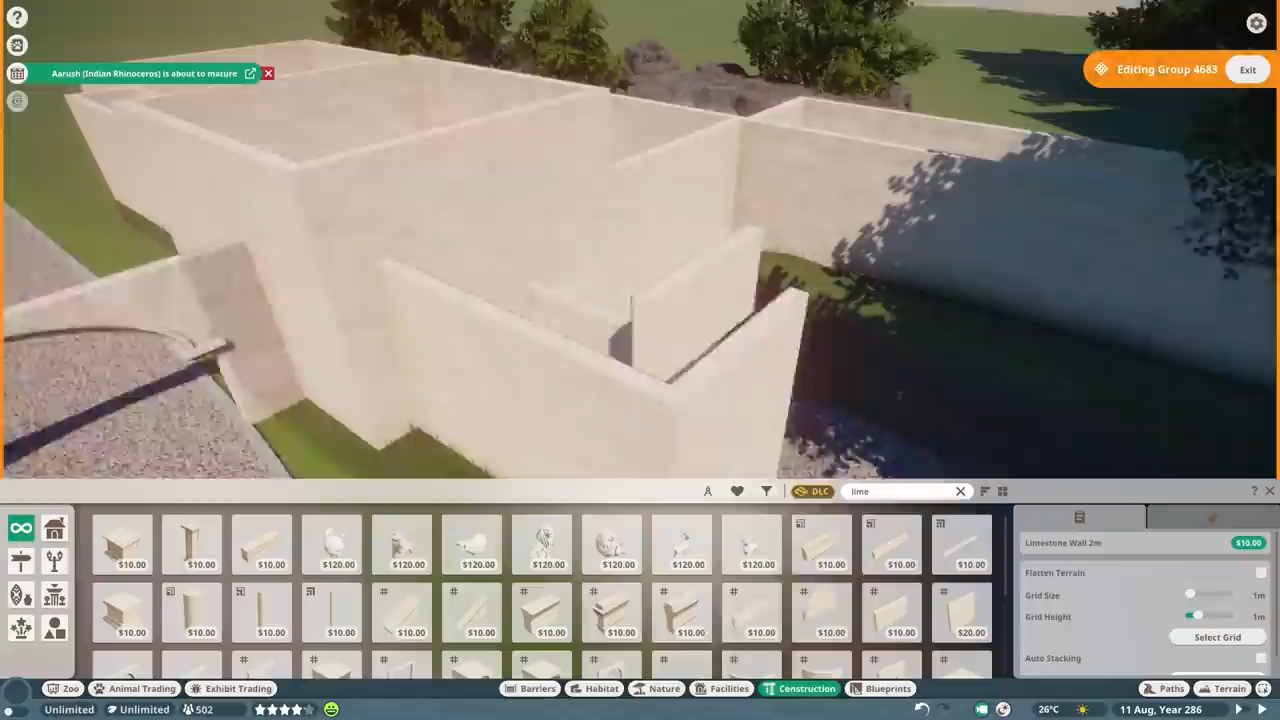 ?
Aarush (Indian Rhinoceros) is about to mature
Editing Group 4683
Exit
DLC
lime
?
$10.00 $10.00 $10.00 $120.00 $120.00 $120.00 $120.00 $120.00 $120.00 $120.00 $10.00 $10.00 $10.00
$10.00 $10.00 $10.00 $10.00 $10.00 $10.00 $10.00 $10.00 $10.00 $10.00 $10.00 $10.00 $20.00
Limestone Wall 2m $10.00
Flatten Terrain
Grid Size 1m
Grid Height 1m
Select Grid
Auto Stacking
Zoo Animal Trading Exhibit Trading Barriers Habitat Nature Facilities Construction Blueprints Paths Terrain
Unlimited Unlimited 502 26°C 11 Aug, Year 286